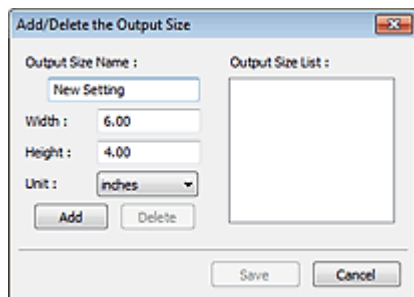 Add/Delete the Output Size
Output Size Name :
New Setting
Width :
6.00
Height :
4.00
Unit :
inches
Add
Delete
Output Size List :
Save
Cancel